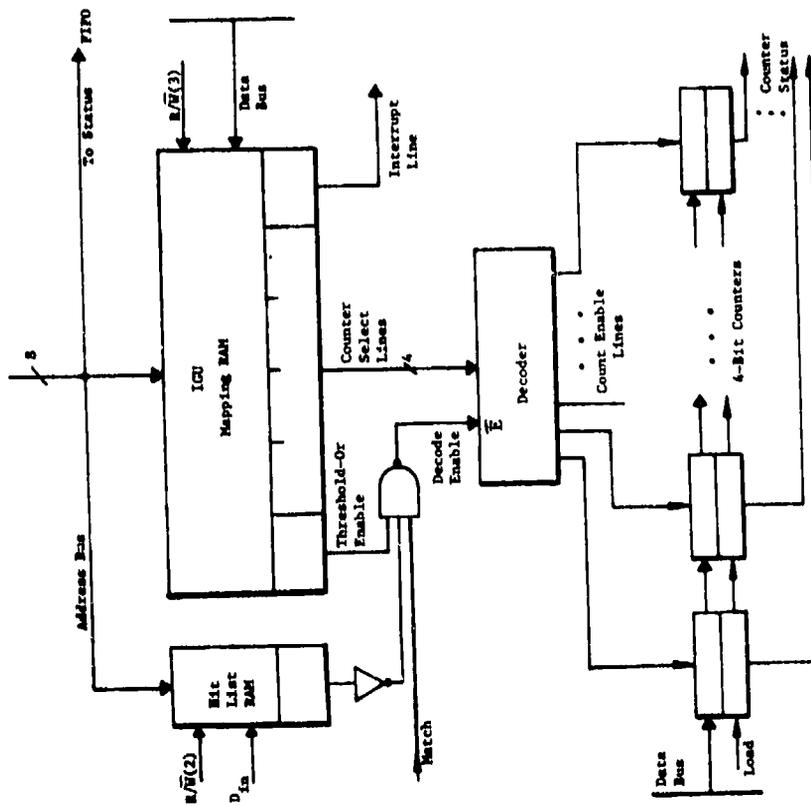 8
To Status FIFO
Address Bus
R/W̅(3)
Data
Bus
IGU
Mapping RAM
Hit
List
RAM
R/W̅(2)
D in
Interrupt
Line
Counter
Select
Lines
4
Threshold-Or
Enable
Match
Decode
Enable
E̅
Decoder
Count Enable
Lines
4-Bit Counters
Counter
Status
Data
Bus
Load